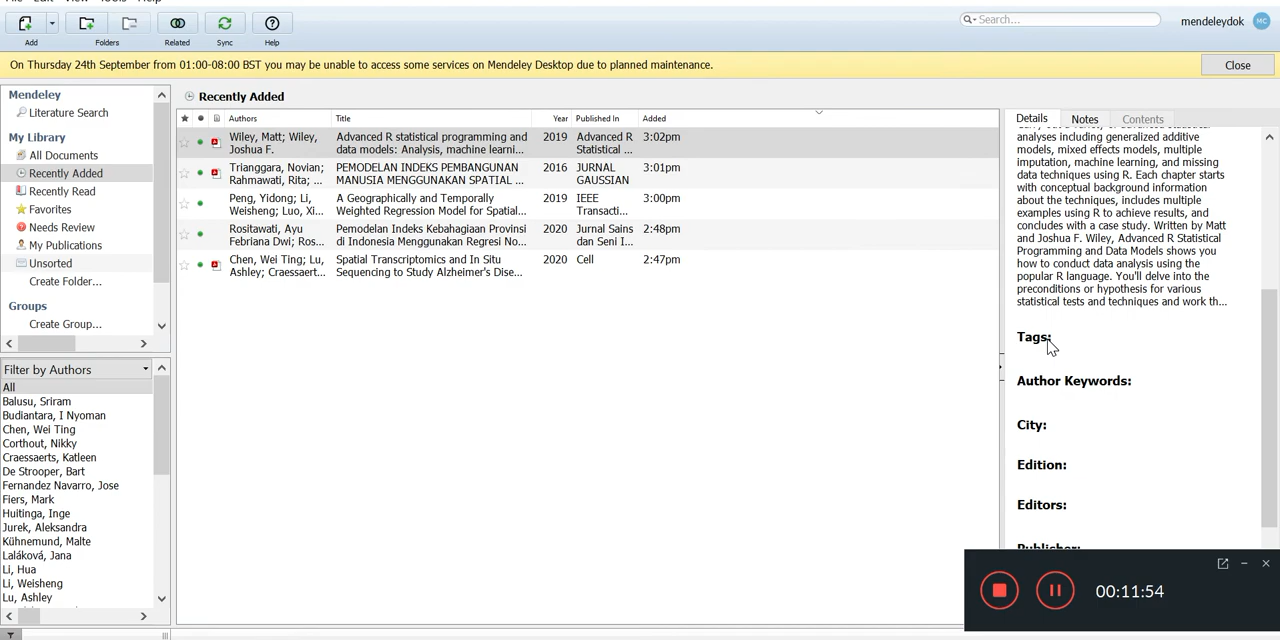 Add
Folders
Related
Sync
Help
Search...
mendeleydok
MC
On Thursday 24th September from 01:00-08:00 BST you may be unable to access some services on Mendeley Desktop due to planned maintenance.
Close
Mendeley
Literature Search
My Library
All Documents
Recently Added
Recently Read
Favorites
Needs Review
My Publications
Unsorted
Create Folder...
Groups
Create Group...
Filter by Authors
All
Balusu, Sriram
Budiantara, I Nyoman
Chen, Wei Ting
Corthout, Nikky
Craessaerts, Katleen
De Strooper, Bart
Fernandez Navarro, Jose
Fiers, Mark
Huitinga, Inge
Jurek, Aleksandra
Kühnemund, Malte
Laláková, Jana
Li, Hua
Li, Weisheng
Lu, Ashley
Recently Added
Authors Title Year Published In Added
Wiley, Matt; Wiley, Advanced R statistical programming and 2019 Advanced R 3:02pm
Joshua F. data models: Analysis, machine learni... Statistical ...
Trianggara, Novian; PEMODELAN INDEKS PEMBANGUNAN 2016 JURNAL 3:01pm
Rahmawati, Rita; ... MANUSIA MENGGUNAKAN SPATIAL ... GAUSSIAN
Peng, Yidong; Li, A Geographically and Temporally 2019 IEEE 3:00pm
Weisheng; Luo, Xi... Weighted Regression Model for Spatial... Transacti...
Rositawati, Ayu Pemodelan Indeks Kebahagiaan Provinsi 2020 Jurnal Sains 2:48pm
Febriana Dwi; Ros... di Indonesia Menggunakan Regresi No... dan Seni I...
Chen, Wei Ting; Lu, Spatial Transcriptomics and In Situ 2020 Cell 2:47pm
Ashley; Craessaert... Sequencing to Study Alzheimer's Dise...
Details Notes Contents
analyses including generalized additive
models, mixed effects models, multiple
imputation, machine learning, and missing
data techniques using R. Each chapter starts
with conceptual background information
about the techniques, includes multiple
examples using R to achieve results, and
concludes with a case study. Written by Matt
and Joshua F. Wiley, Advanced R Statistical
Programming and Data Models shows you
how to conduct data analysis using the
popular R language. You'll delve into the
preconditions or hypothesis for various
statistical tests and techniques and work th...
Tags:
Author Keywords:
City:
Edition:
Editors:
Publisher:
00:11:54